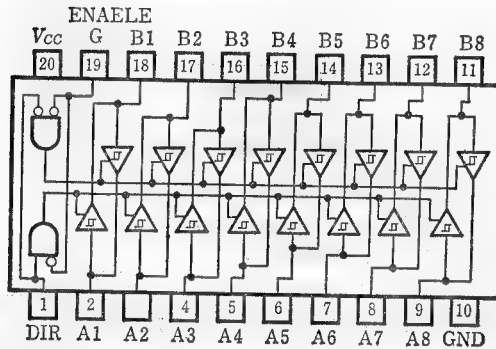 ENAELE
Vcc G B1 B2 B3 B4 B5 B6 B7 B8
20 19 18 17 16 15 14 13 12 11
1 2 4 5 6 7 8 9 10
DIR A1 A2 A3 A4 A5 A6 A7 A8 GND